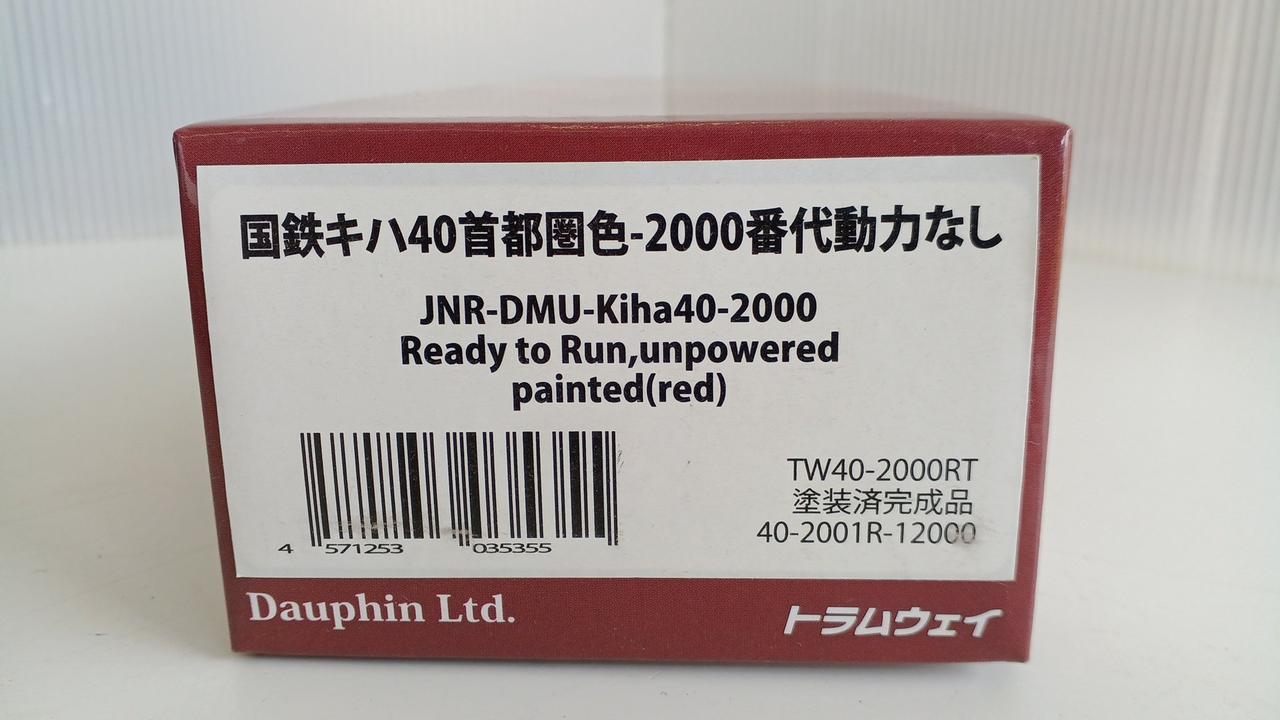 国鉄キハ40首都圏色-2000番代動力なし
JNR-DMU-Kiha40-2000
Ready to Run,unpowered
painted(red)
4 571253 035355
TW40-2000RT
塗装済完成品
40-2001R-12000
Dauphin Ltd.
トラムウェイ